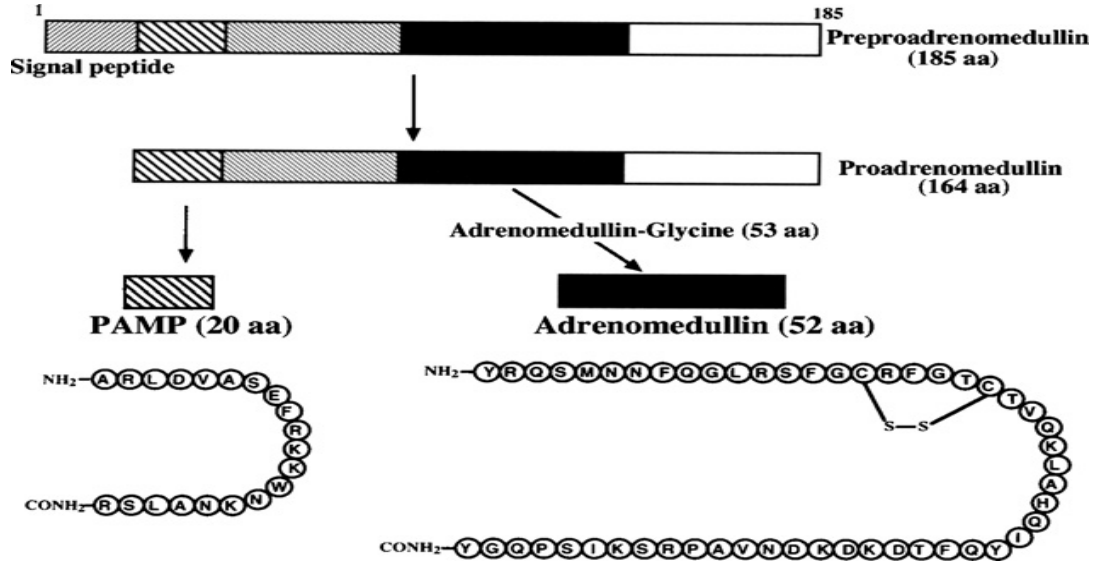 1
185
Preproadrenomedullin
(185 aa)
Signal peptide
Proadrenomedullin
(164 aa)
Adrenomedullin-Glycine (53 aa)
PAMP (20 aa)
Adrenomedullin (52 aa)
NH₂-ARLDVASEFRKKWNKNALSR-CONH₂
NH₂-YRQSMNNFQGLRSFGCRFGTCTVQKLAHQIYQFTDKDKDNVAPRSKISPQGY-CONH₂
S—S